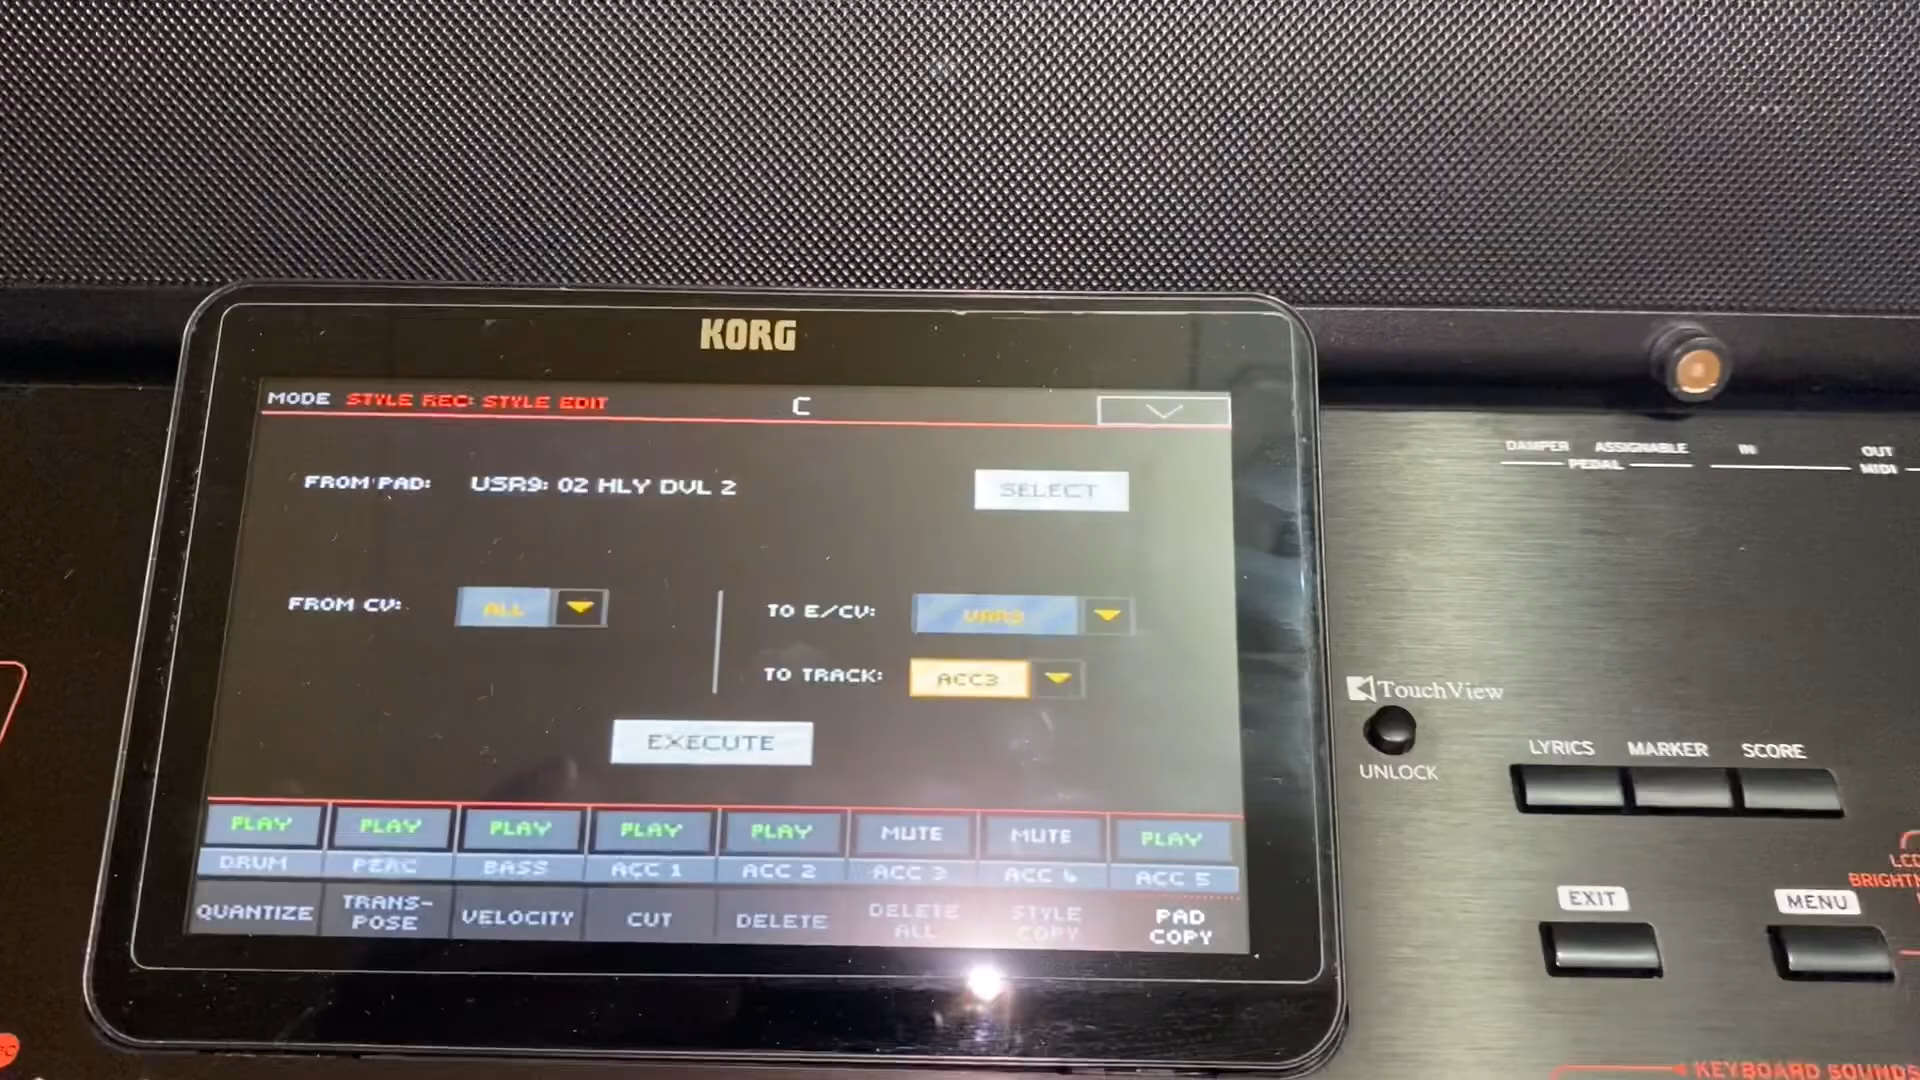 KORG
MODE STYLE REC: STYLE EDIT C
FROM PAD: USR9: 02 HLY DVL 2 SELECT
FROM CV: ALL TO E/CV: VAR3
TO TRACK: ACC3
EXECUTE
PLAY PLAY PLAY PLAY PLAY MUTE MUTE PLAY
DRUM PERC BASS ACC 1 ACC 2 ACC 3 ACC 4 ACC 5
QUANTIZE TRANS-POSE VELOCITY CUT DELETE DELETE ALL STYLE COPY PAD COPY
DAMPER ASSIGNABLE IN OUT
PEDAL MIDI
TouchView
UNLOCK
LYRICS MARKER SCORE
EXIT MENU
KEYBOARD SOUNDS